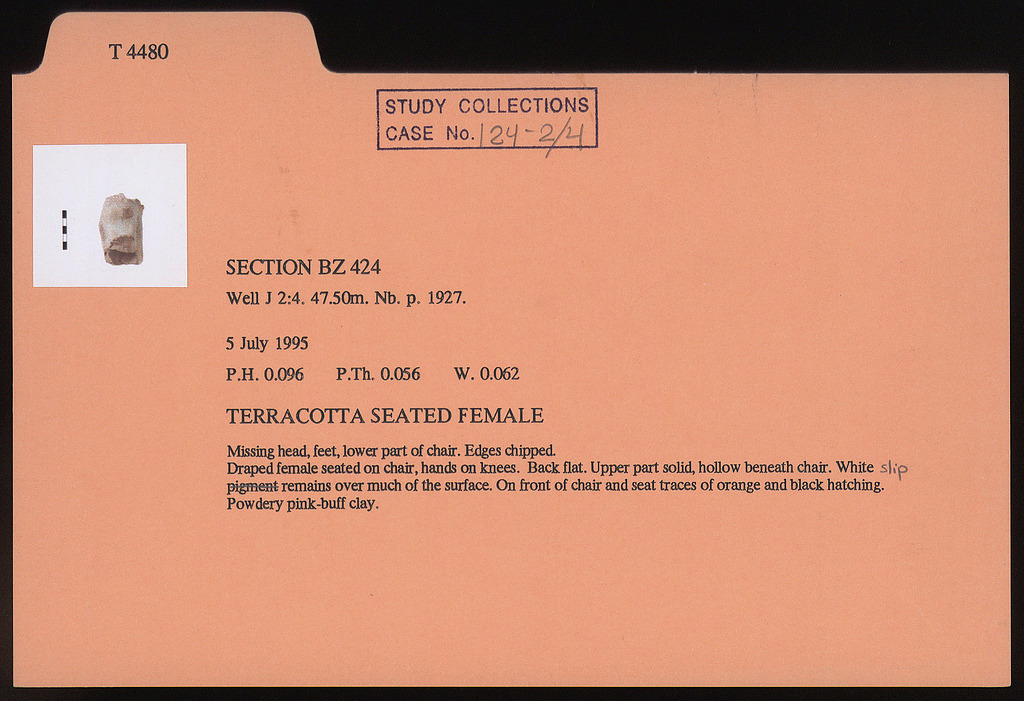 T 4480
STUDY COLLECTIONS
CASE No. 124-2/4
SECTION BZ 424
Well J 2:4. 47.50m. Nb. p. 1927.
5 July 1995
P.H. 0.096 P.Th. 0.056 W. 0.062
TERRACOTTA SEATED FEMALE
Missing head, feet, lower part of chair. Edges chipped.
Draped female seated on chair, hands on knees. Back flat. Upper part solid, hollow beneath chair. White slip
pigment remains over much of the surface. On front of chair and seat traces of orange and black hatching.
Powdery pink-buff clay.